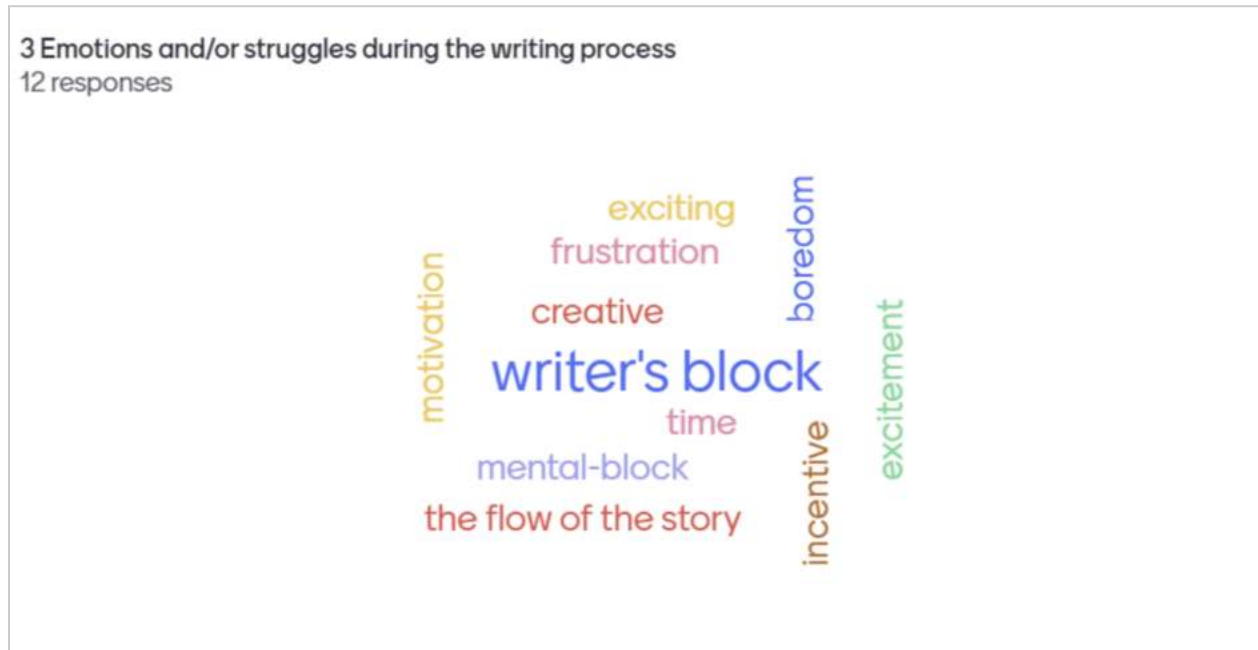 3 Emotions and/or struggles during the writing process
12 responses
exciting
boredom
frustration
motivation
creative
excitement
writer's block
time
incentive
mental-block
the flow of the story